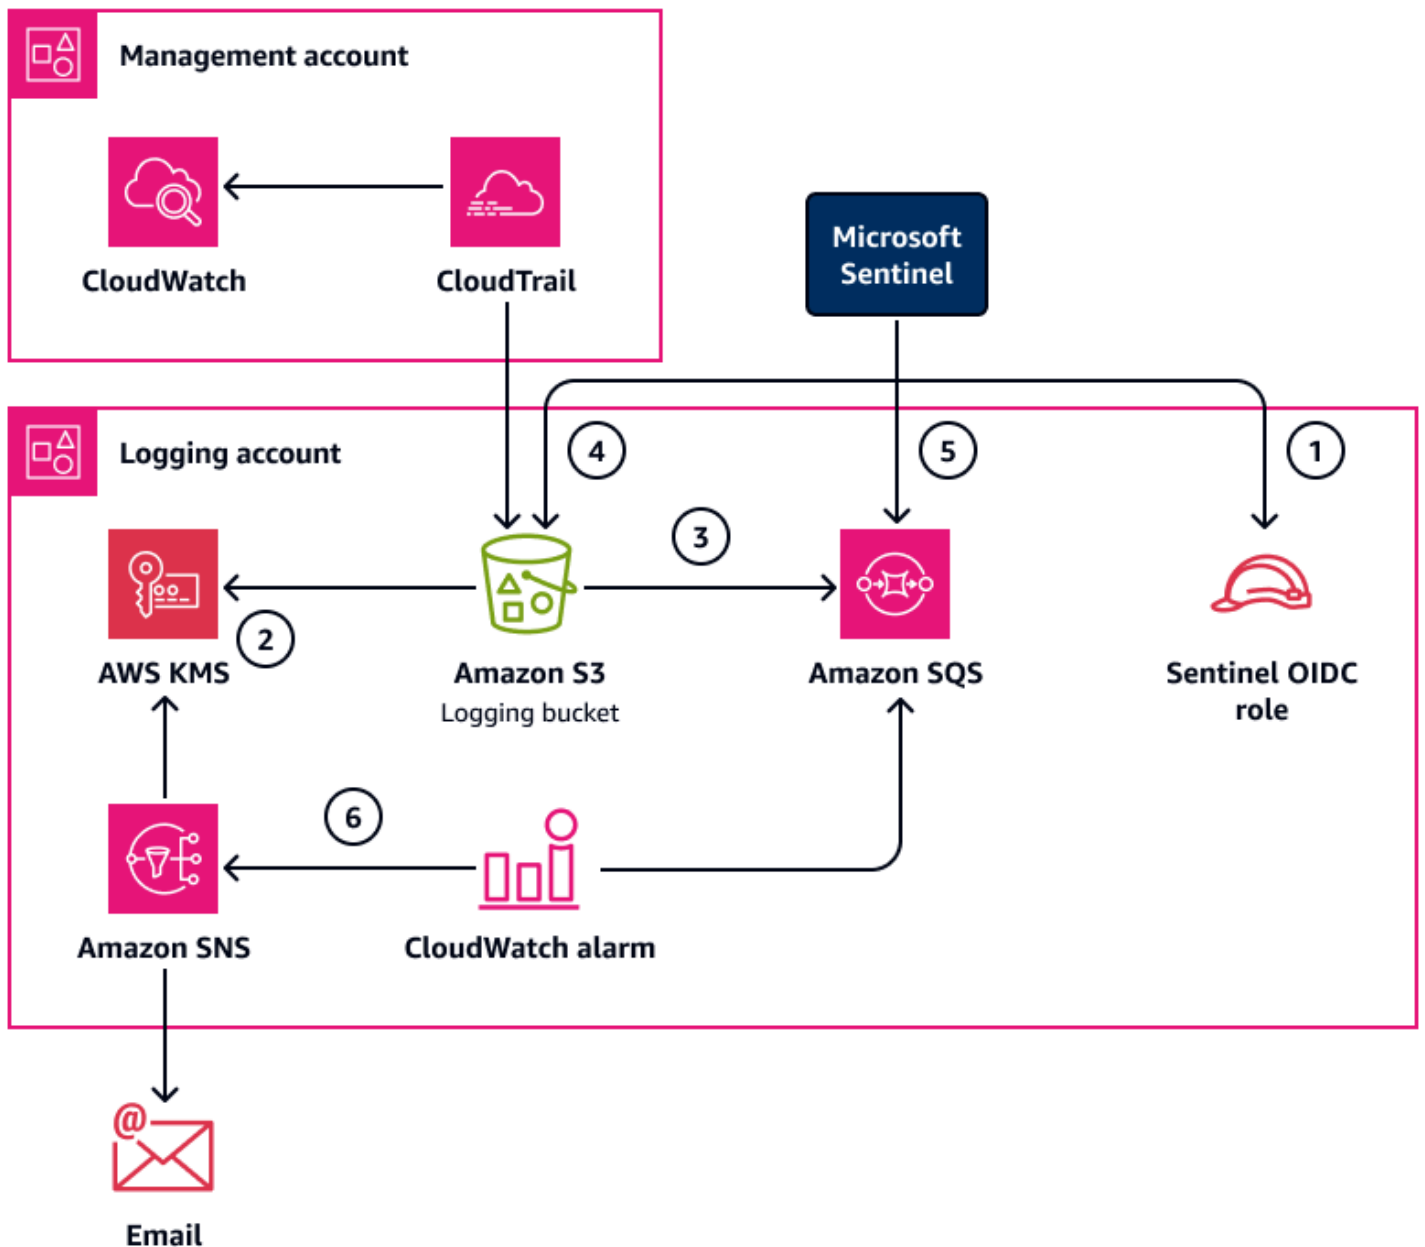 Management account
CloudWatch
CloudTrail
Microsoft
Sentinel
Logging account
4
5
1
3
2
AWS KMS
Amazon S3
Logging bucket
Amazon SQS
Sentinel OIDC
role
6
Amazon SNS
CloudWatch alarm
@
Email